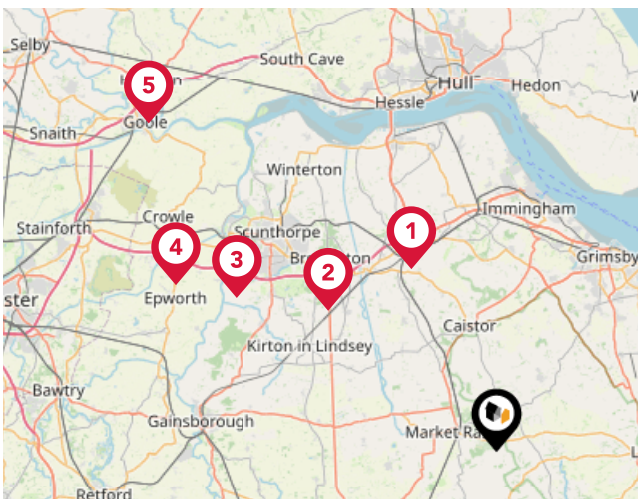 Selby
South Cave
Hull
Hedon
Hessle
5
Goole
Snaith
Winterton
Immingham
Crowle
Stainforth
Scunthorpe
1
4
3
2
Grimsby
Epworth
Caistor
Kirton in Lindsey
Bawtry
Gainsborough
Market
Retford